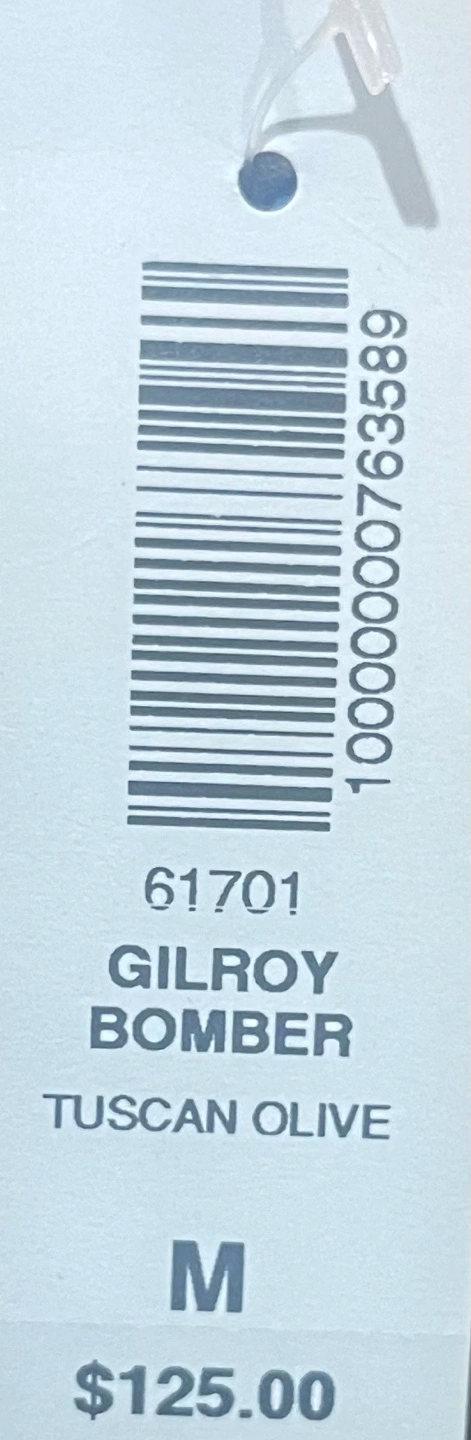 1000000763589
61701
GILROY
BOMBER
TUSCAN OLIVE
M
$125.00